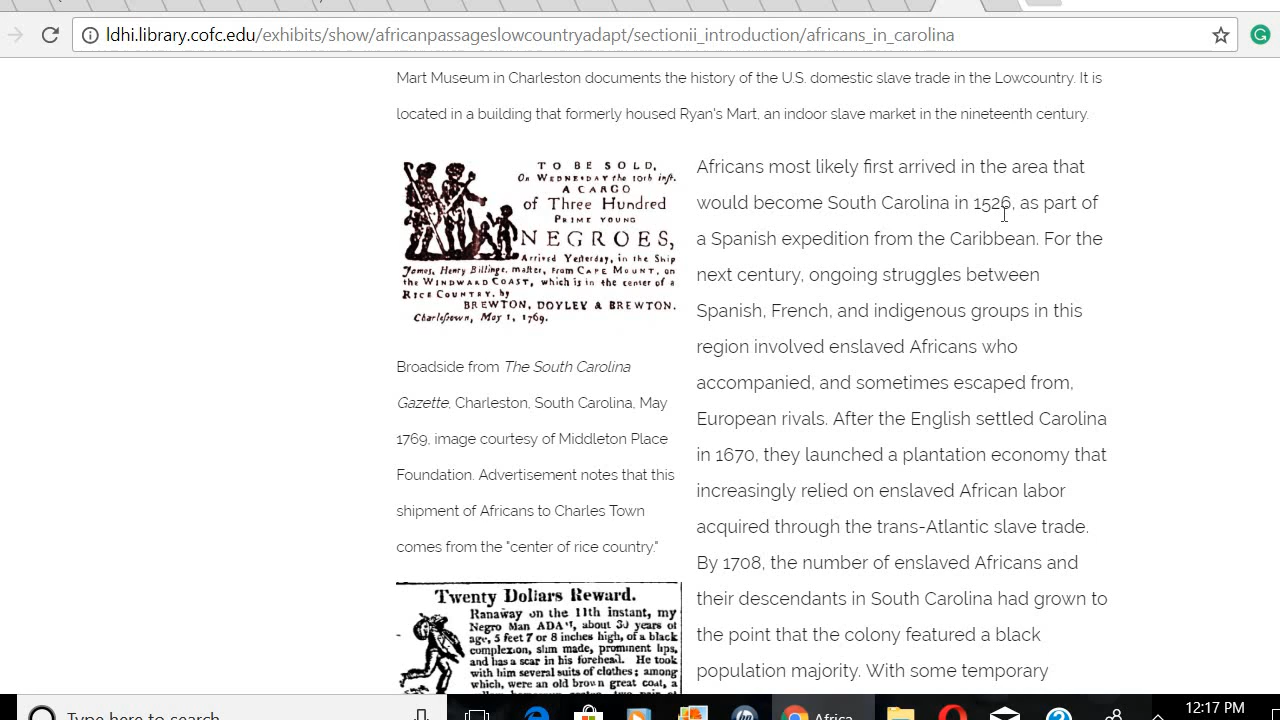 ldhi.library.cofc.edu/exhibits/show/africanpassageslowcountryadapt/sectionii_introduction/africans_in_carolina
Mart Museum in Charleston documents the history of the U.S. domestic slave trade in the Lowcountry. It is
located in a building that formerly housed Ryan's Mart, an indoor slave market in the nineteenth century.
TO BE SOLD,
On WEDNESDAY the 10th inst.
A CARGO
of Three Hundred
PRIME YOUNG
NEGROES,
Arrived Yesterday, in the Ship
James, Henry Billinge, master, from CAPE MOUNT, on
the WINDWARD COAST, which is in the center of a
RICE COUNTRY, by
BREWTON, DOYLEY & BREWTON.
Charlestown, May 1, 1769.
Broadside from The South Carolina
Gazette, Charleston, South Carolina, May
1769, image courtesy of Middleton Place
Foundation. Advertisement notes that this
shipment of Africans to Charles Town
comes from the "center of rice country."
Twenty Dollars Reward.
Ranaway on the 11th instant, my
Negro Man about 30 years of
age, 5 feet 7 or 8 inches high, of a black
complexion, slim made, prominent lips,
and has a scar in his forehead. He took
with him several suits of clothes; among
which, were an old brown great coat, a
Africans most likely first arrived in the area that
would become South Carolina in 1526, as part of
a Spanish expedition from the Caribbean. For the
next century, ongoing struggles between
Spanish, French, and indigenous groups in this
region involved enslaved Africans who
accompanied, and sometimes escaped from,
European rivals. After the English settled Carolina
in 1670, they launched a plantation economy that
increasingly relied on enslaved African labor
acquired through the trans-Atlantic slave trade.
By 1708, the number of enslaved Africans and
their descendants in South Carolina had grown to
the point that the colony featured a black
population majority. With some temporary
Type here to search
Africa
12:17 PM